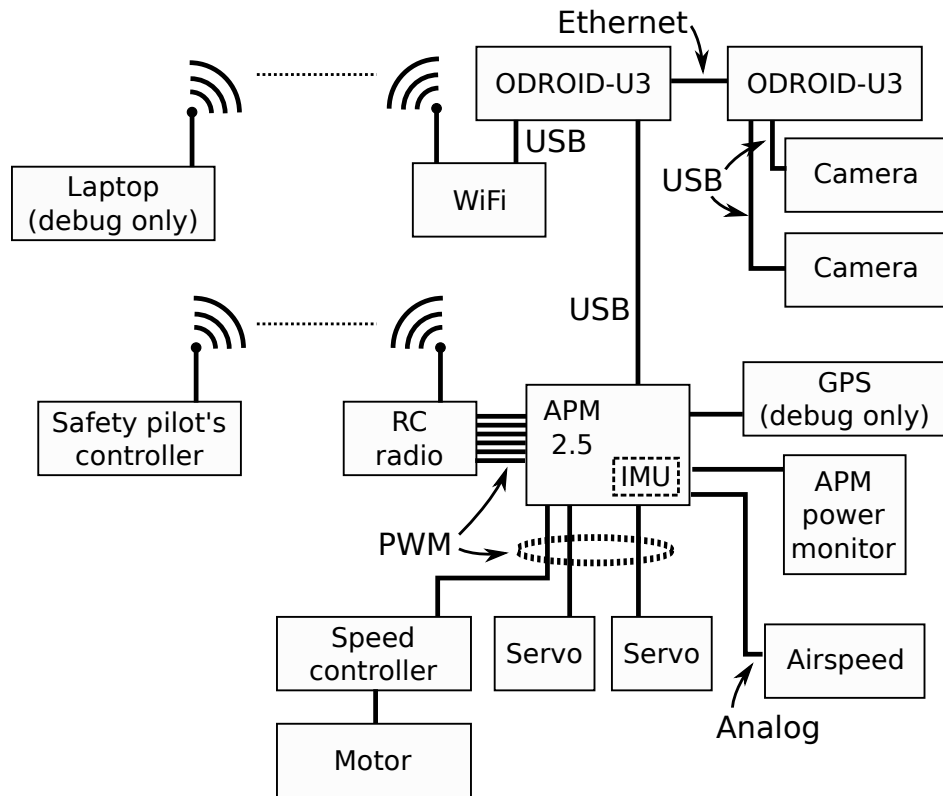 Ethernet
ODROID-U3
ODROID-U3
USB
Laptop
(debug only)
WiFi
USB
Camera
Camera
USB
Safety pilot's
controller
RC
radio
APM
2.5
IMU
GPS
(debug only)
APM
power
monitor
PWM
Speed
controller
Servo
Servo
Airspeed
Analog
Motor